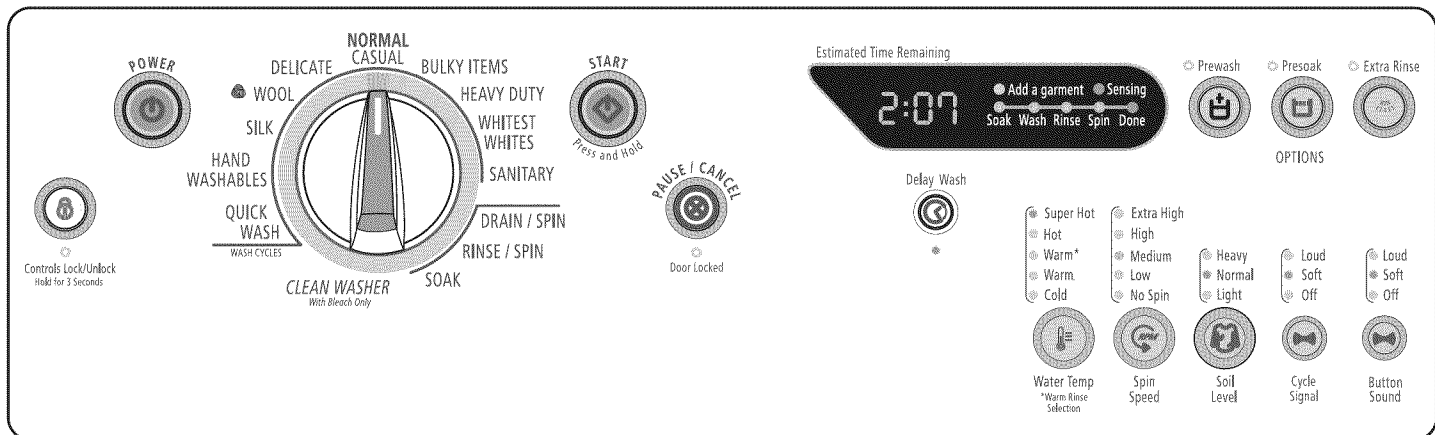 POWER
Controls Lock/Unlock
Hold for 3 Seconds
NORMAL
CASUAL
DELICATE
WOOL
SILK
HAND
WASHABLES
QUICK
WASH
WASH CYCLES
BULKY ITEMS
HEAVY DUTY
WHITEST
WHITES
SANITARY
DRAIN / SPIN
RINSE / SPIN
SOAK
CLEAN WASHER
With Bleach Only
START
Press and Hold
PAUSE / CANCEL
Door Locked
Estimated Time Remaining
2:07
Add a garment Sensing
Soak Wash Rinse Spin Done
Delay Wash
Prewash Presoak Extra Rinse
OPTIONS
Super Hot
Hot
Warm*
Warm
Cold
Water Temp
*Warm Rinse
Selection
Extra High
High
Medium
Low
No Spin
RPM
Spin
Speed
Heavy
Normal
Light
Soil
Level
Loud
Soft
Off
Cycle
Signal
Loud
Soft
Off
Button
Sound